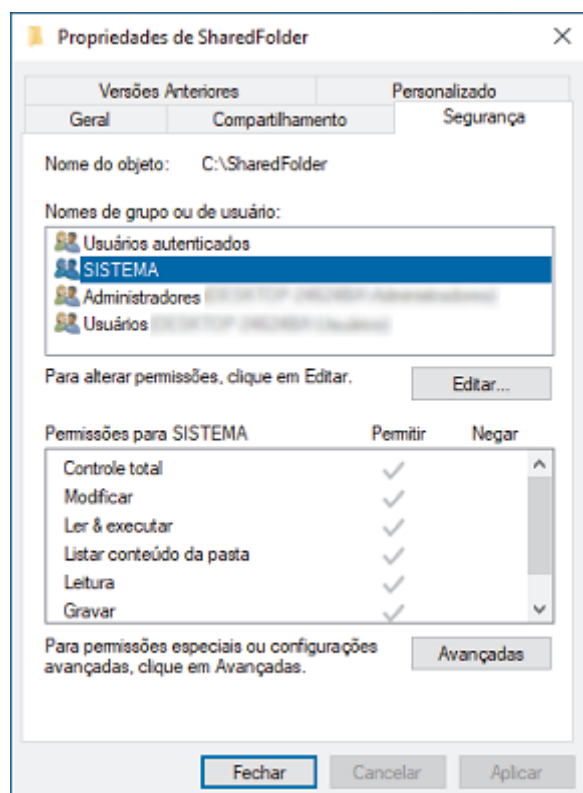 Propriedades de SharedFolder
Versões Anteriores Personalizado
Geral Compartilhamento Segurança
Nome do objeto: C:\SharedFolder
Nomes de grupo ou de usuário:
Usuários autenticados
SISTEMA
Administradores
Usuários
Para alterar permissões, clique em Editar.
Editar...
Permissões para SISTEMA Permitir Negar
Controle total
Modificar
Ler & executar
Listar conteúdo da pasta
Leitura
Gravar
Para permissões especiais ou configurações
avançadas, clique em Avançadas.
Avançadas
Fechar Cancelar Aplicar